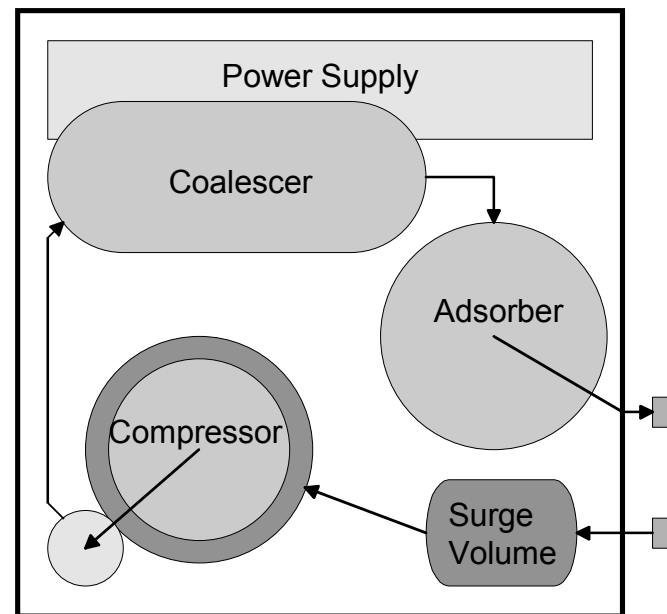 Power Supply
Coalescer
Adsorber
Compressor
Surge
Volume